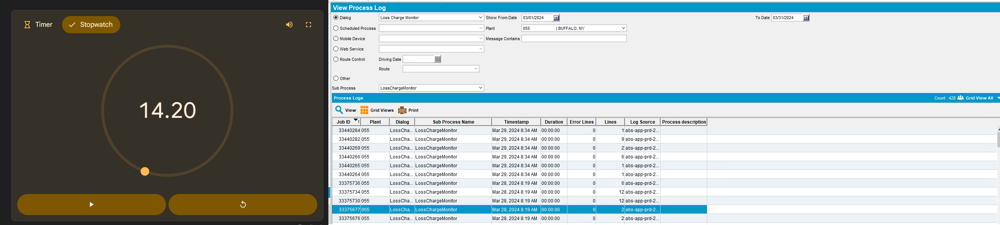 Timer
Stopwatch
14.20
View Process Log
Dialog Loss Charge Monitor Show From Date 03/01/2024 16 To Date 03/31/2024 16
Scheduled Process Plant 055 | BUFFALO, NY
Mobile Device Message Contains
Web Service
Route Control Driving Date 16
Route
Other
Sub Process LossChargeMonitor
Process Logs Count : 428 Grid View All
View Grid Views Print
Job ID 1 Plant Dialog Sub Process Name Timestamp Duration Error Lines Lines Log Source Process description
33440284 055 LossCha... LossChargeMonitor Mar 29, 2024 8:34 AM 00:00:00 0 1 abs-app-prd-2...
33440282 055 LossCha... LossChargeMonitor Mar 29, 2024 8:34 AM 00:00:00 0 9 abs-app-prd-2...
33440269 055 LossCha... LossChargeMonitor Mar 29, 2024 8:34 AM 00:00:00 0 2 abs-app-prd-2...
33440266 055 LossCha... LossChargeMonitor Mar 29, 2024 8:34 AM 00:00:00 0 6 abs-app-prd-2...
33440265 055 LossCha... LossChargeMonitor Mar 29, 2024 8:34 AM 00:00:00 0 1 abs-app-prd-2...
33440264 055 LossCha... LossChargeMonitor Mar 29, 2024 8:34 AM 00:00:00 0 1 abs-app-prd-2...
33375736 055 LossCha... LossChargeMonitor Mar 28, 2024 8:19 AM 00:00:00 0 6 abs-app-prd-2...
33375734 055 LossCha... LossChargeMonitor Mar 28, 2024 8:19 AM 00:00:00 0 12 abs-app-prd-2...
33375730 055 LossCha... LossChargeMonitor Mar 28, 2024 8:19 AM 00:00:00 0 12 abs-app-prd-2...
33375677 055 LossCha... LossChargeMonitor Mar 28, 2024 8:19 AM 00:00:00 0 2 abs-app-prd-2...
33375676 055 LossCha... LossChargeMonitor Mar 28, 2024 8:19 AM 00:00:00 0 2 abs-app-prd-2...